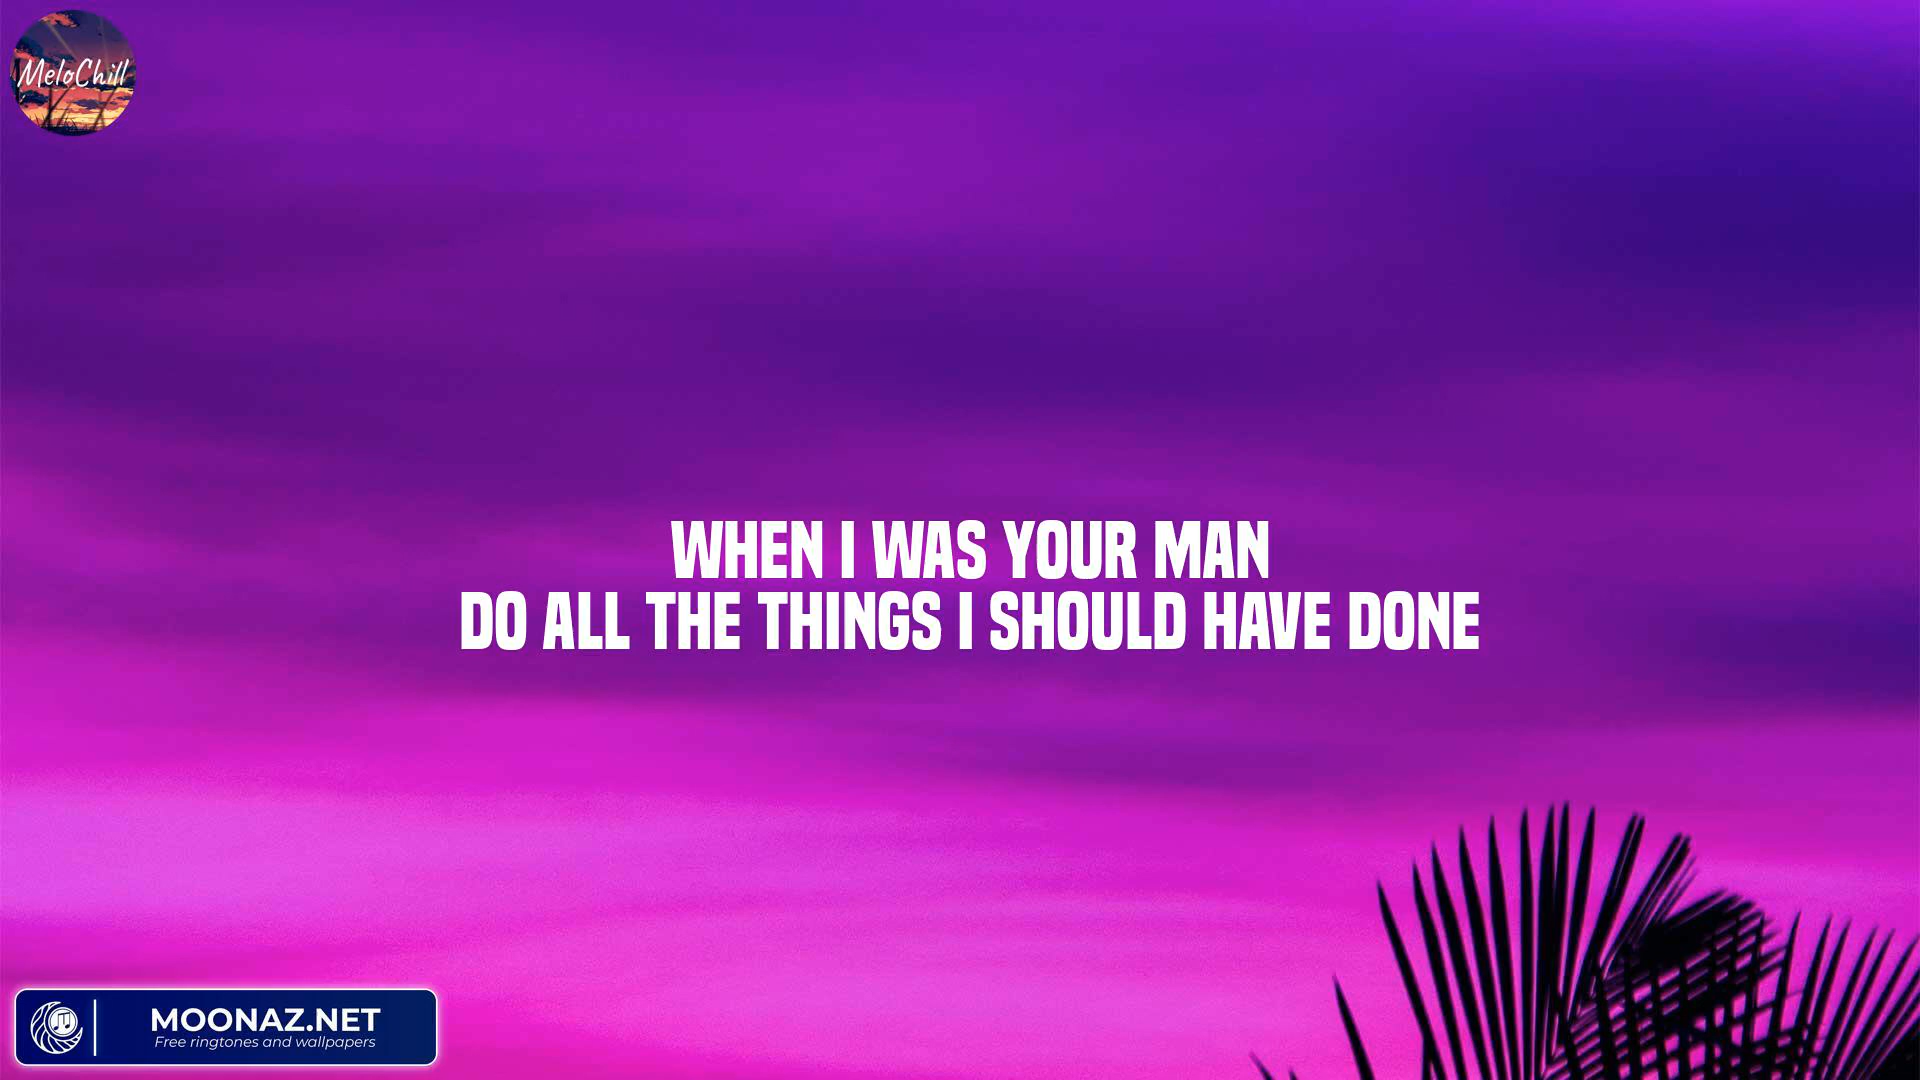 MeloChill
WHEN I WAS YOUR MAN
DO ALL THE THINGS I SHOULD HAVE DONE
MOONAZ.NET
Free ringtones and wallpapers